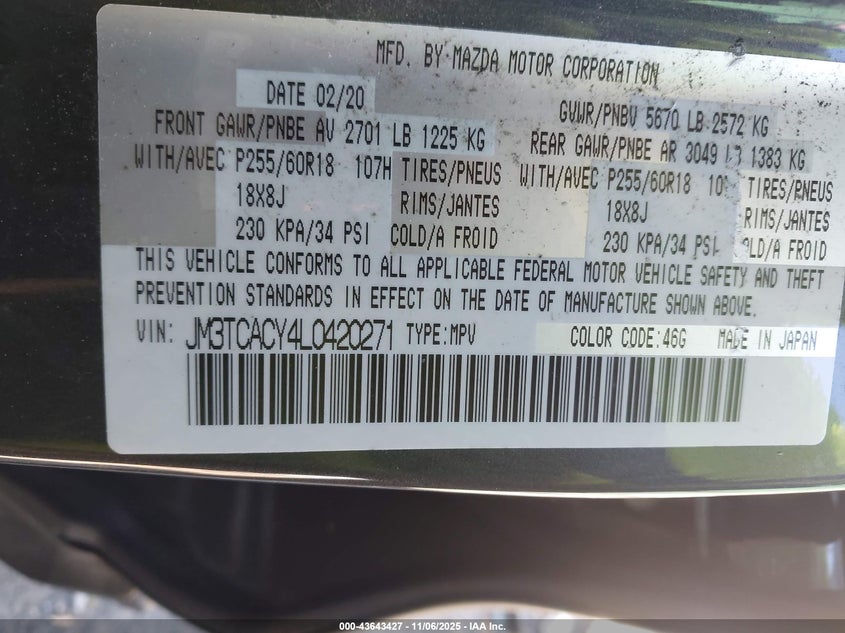 MFD. BY MAZDA MOTOR CORPORATION
DATE 02/20
GVWR/PNBV 5670 LB 2572 KG
FRONT GAWR/PNBE AV 2701 LB 1225 KG
REAR GAWR/PNBE AR 3049 LB 1383 KG
WITH/AVEC P255/60R18 107H TIRES/PNEUS
WITH/AVEC P255/60R18 TIRES/PNEUS
18X8J RIMS/JANTES
18X8J RIMS/JANTES
230 KPA/34 PSI COLD/A FROID
230 KPA/34 PSI COLD/A FROID
THIS VEHICLE CONFORMS TO ALL APPLICABLE FEDERAL MOTOR VEHICLE SAFETY AND THEFT
PREVENTION STANDARDS IN EFFECT ON THE DATE OF MANUFACTURE SHOWN ABOVE.
VIN: JM3TCACY4L0420271 TYPE:MPV COLOR CODE:46G MADE IN JAPAN
000-43643427 - 11/06/2025 - IAA Inc.